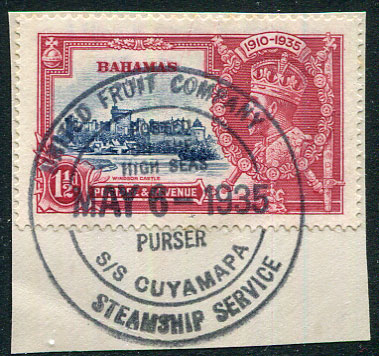 1910-1935
BAHAMAS
WINDSOR CASTLE
1½D
POSTAGE & REVENUE
UNITED FRUIT COMPANY
HIGH SEAS
MAY 6 - 1935
PURSER
S/S CUYAMAPA
STEAMSHIP SERVICE